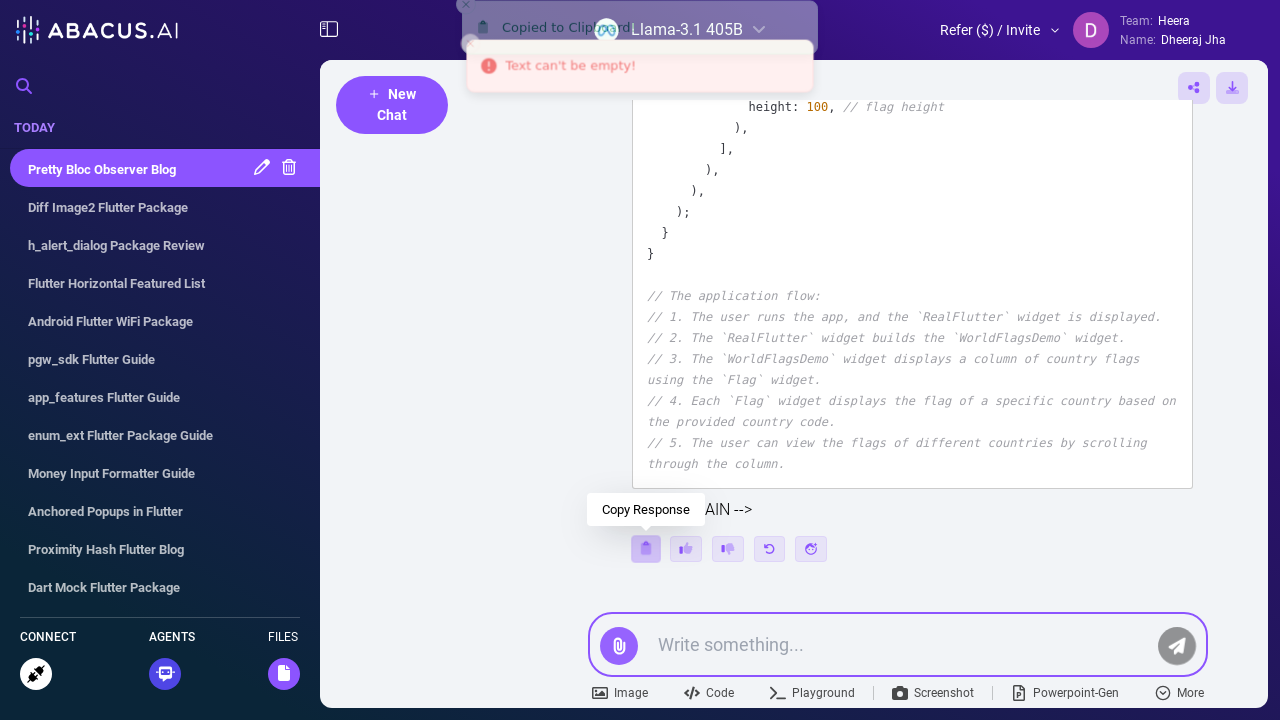 ABACUS.AI
Copied to Clipboard!
Llama-3.1 405B
Text can't be empty!
Refer ($) / Invite
D
Team: Heera
Name: Dheeraj Jha
TODAY
Pretty Bloc Observer Blog
Diff Image2 Flutter Package
h_alert_dialog Package Review
Flutter Horizontal Featured List
Android Flutter WiFi Package
pgw_sdk Flutter Guide
app_features Flutter Guide
enum_ext Flutter Package Guide
Money Input Formatter Guide
Anchored Popups in Flutter
Proximity Hash Flutter Blog
Dart Mock Flutter Package
CONNECT
AGENTS
FILES
+ New
Chat
height: 100, // flag height
),
],
),
),
);
}
}
// The application flow:
// 1. The user runs the app, and the `RealFlutter` widget is displayed.
// 2. The `RealFlutter` widget builds the `WorldFlagsDemo` widget.
// 3. The `WorldFlagsDemo` widget displays a column of country flags
using the `Flag` widget.
// 4. Each `Flag` widget displays the flag of a specific country based on
the provided country code.
// 5. The user can view the flags of different countries by scrolling
through the column.
Copy Response
AIN -->
Write something...
Image
Code
Playground
Screenshot
Powerpoint-Gen
More